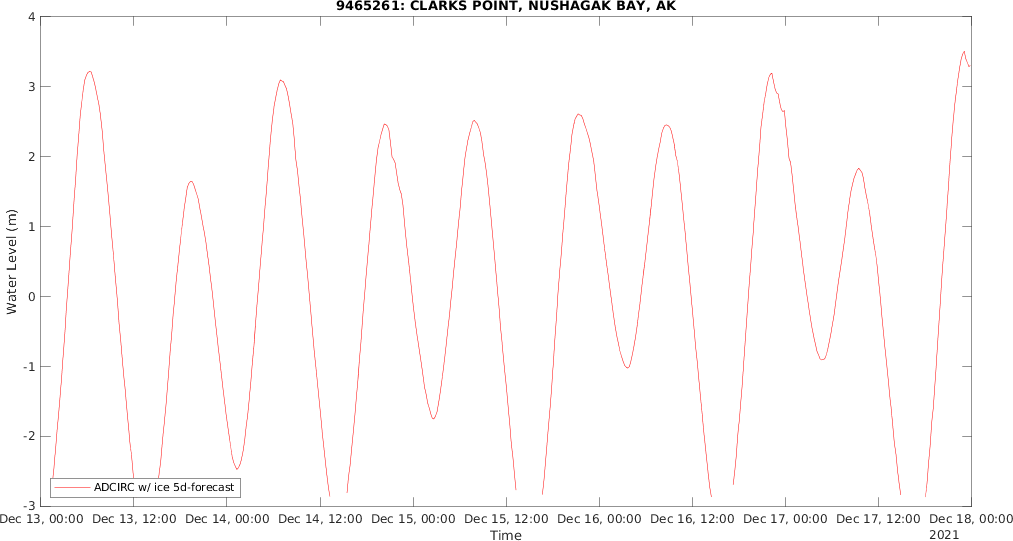 9465261: CLARKS POINT, NUSHAGAK BAY, AK
4
3
2
1
0
-1
-2
-3
Water Level (m)
ADCIRC w/ ice 5d-forecast
Dec 13, 00:00 Dec 13, 12:00 Dec 14, 00:00 Dec 14, 12:00 Dec 15, 00:00 Dec 15, 12:00 Dec 16, 00:00 Dec 16, 12:00 Dec 17, 00:00 Dec 17, 12:00 Dec 18, 00:00
Time
2021